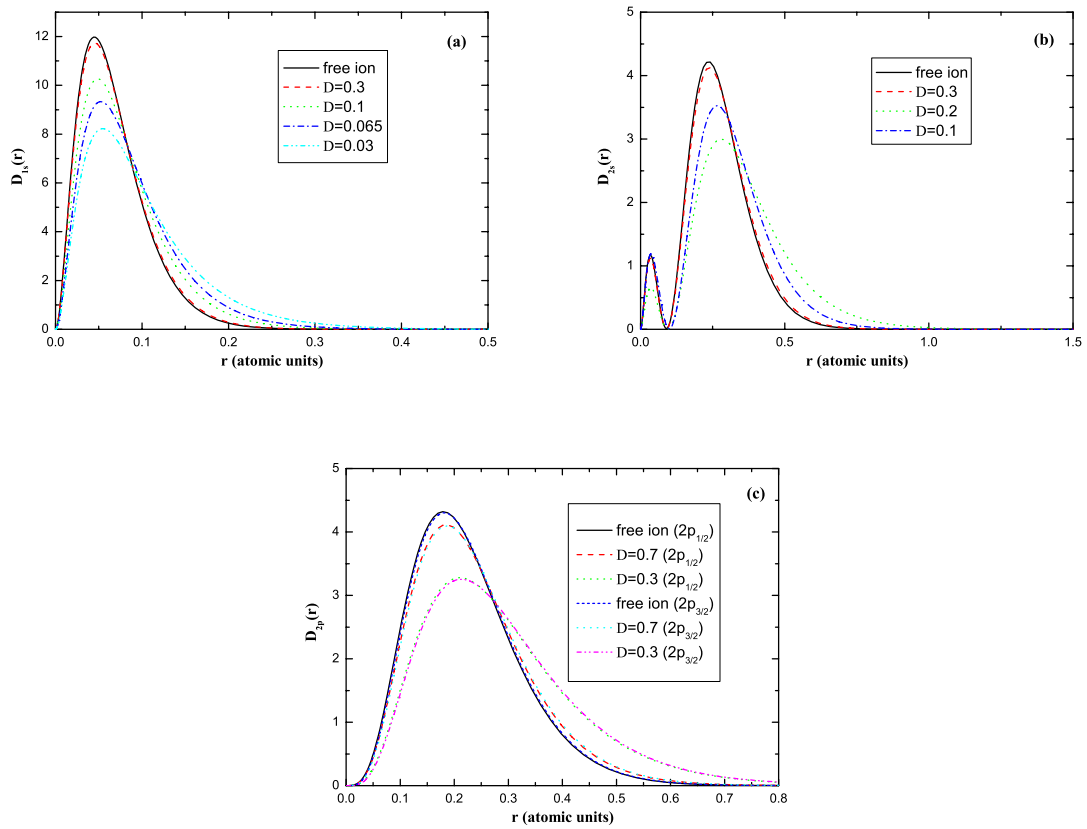 (a)
free ion
D=0.3
D=0.1
D=0.065
D=0.03
D1s(r)
12
10
8
6
4
2
0
0.0 0.1 0.2 0.3 0.4 0.5
r (atomic units)
(b)
free ion
D=0.3
D=0.2
D=0.1
D2s(r)
5
4
3
2
1
0
0.0 0.5 1.0 1.5
r (atomic units)
(c)
free ion (2p1/2)
D=0.7 (2p1/2)
D=0.3 (2p1/2)
free ion (2p3/2)
D=0.7 (2p3/2)
D=0.3 (2p3/2)
D2p(r)
5
4
3
2
1
0
0.0 0.1 0.2 0.3 0.4 0.5 0.6 0.7 0.8
r (atomic units)